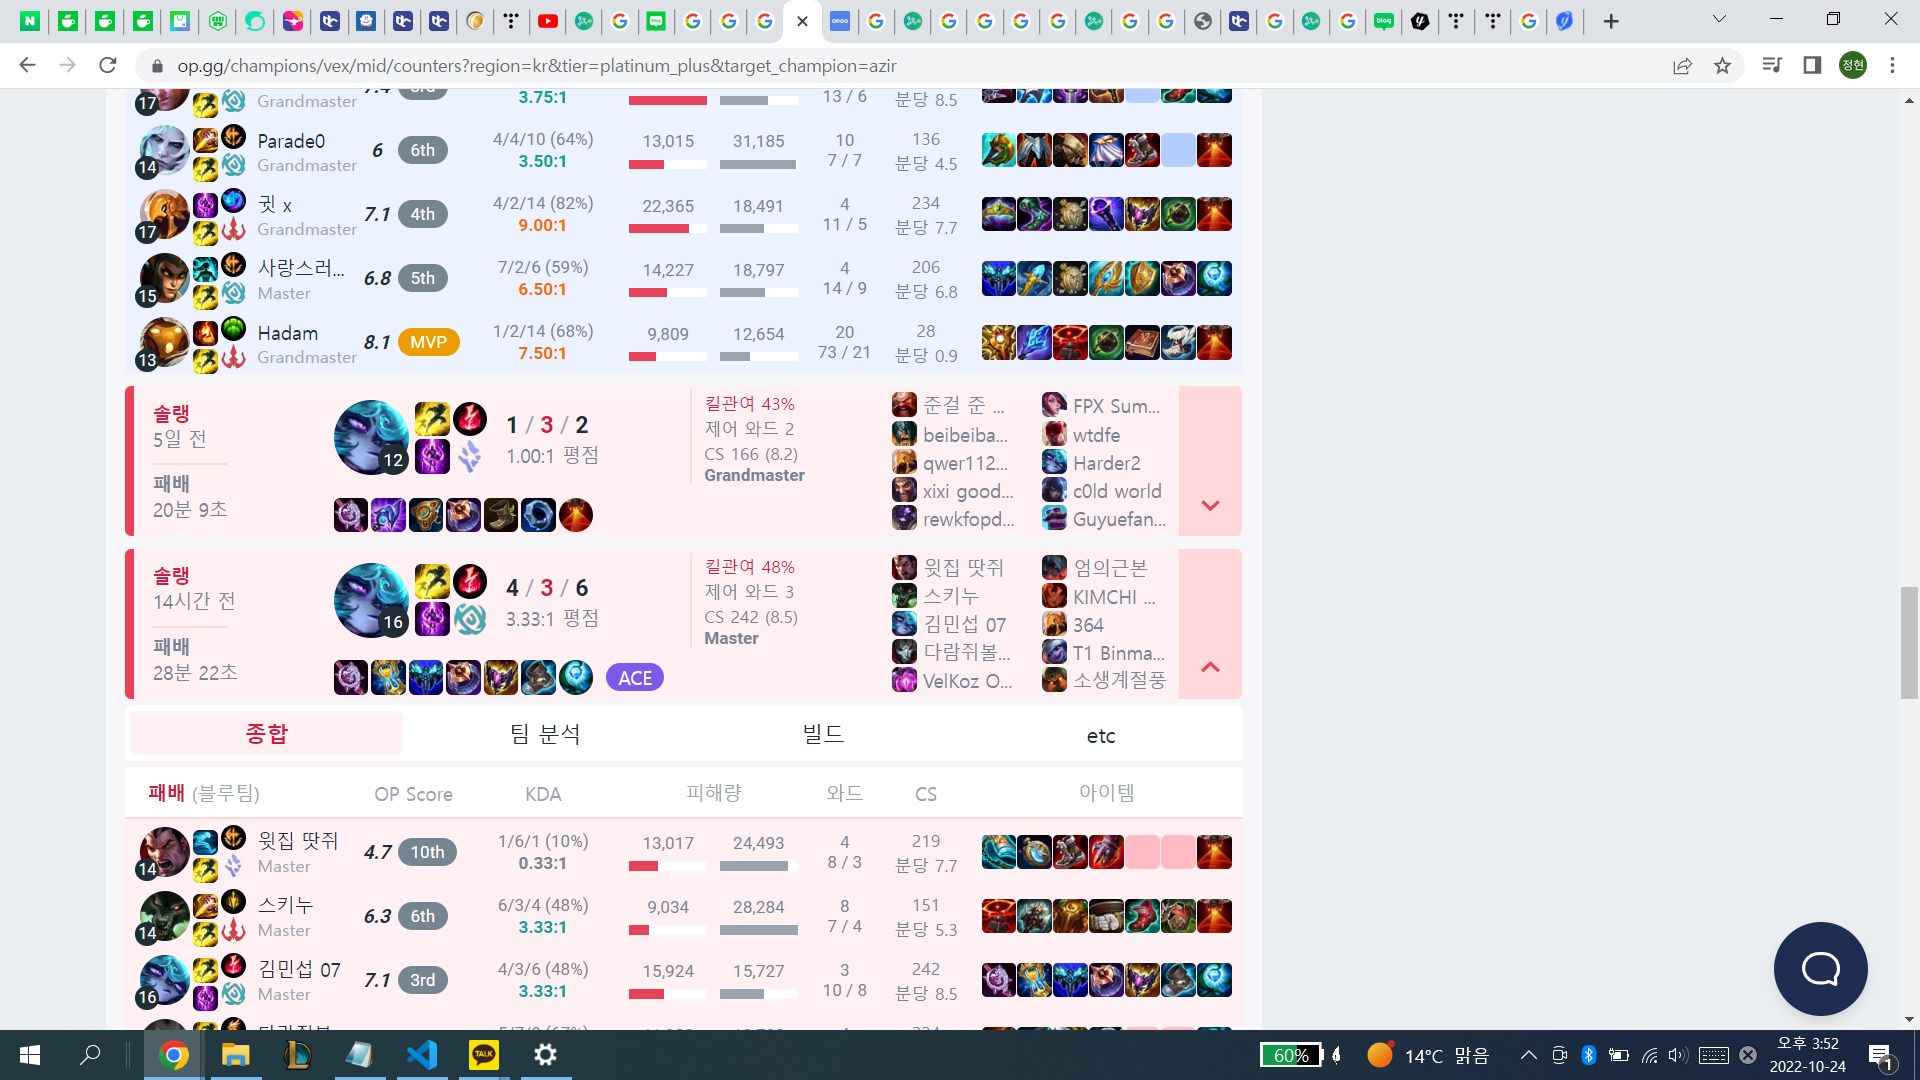 op.gg/champions/vex/mid/counters?region=kr&tier=platinum_plus&target_champion=azir
정현
17 Grandmaster 3.75:1 13 / 6 분당 8.5
Parade0 6 6th 4/4/10 (64%) 13,015 31,185 10 136
14 Grandmaster 3.50:1 7 / 7 분당 4.5
귓 x 7.1 4th 4/2/14 (82%) 22,365 18,491 4 234
17 Grandmaster 9.00:1 11 / 5 분당 7.7
사랑스러... 6.8 5th 7/2/6 (59%) 14,227 18,797 4 206
15 Master 6.50:1 14 / 9 분당 6.8
Hadam 8.1 MVP 1/2/14 (68%) 9,809 12,654 20 28
13 Grandmaster 7.50:1 73 / 21 분당 0.9
솔랭
5일 전
패배
20분 9초
12
1 / 3 / 2
1.00:1 평점
킬관여 43%
제어 와드 2
CS 166 (8.2)
Grandmaster
준걸 준 ...
beibeiba...
qwer112...
xixi good...
rewkfopd...
FPX Sum...
wtdfe
Harder2
c0ld world
Guyuefan...
솔랭
14시간 전
패배
28분 22초
16
4 / 3 / 6
3.33:1 평점
ACE
킬관여 48%
제어 와드 3
CS 242 (8.5)
Master
윗집 땃쥐
스키누
김민섭 07
다람쥐볼...
VelKoz O...
엄의근본
KIMCHI ...
364
T1 Binma...
소생계절풍
종합 팀 분석 빌드 etc
패배 (블루팀) OP Score KDA 피해량 와드 CS 아이템
윗집 땃쥐 4.7 10th 1/6/1 (10%) 13,017 24,493 4 219
14 Master 0.33:1 8 / 3 분당 7.7
스키누 6.3 6th 6/3/4 (48%) 9,034 28,284 8 151
14 Master 3.33:1 7 / 4 분당 5.3
김민섭 07 7.1 3rd 4/3/6 (48%) 15,924 15,727 3 242
16 Master 3.33:1 10 / 8 분당 8.5
60% 14°C 맑음 오후 3:52
2022-10-24 1